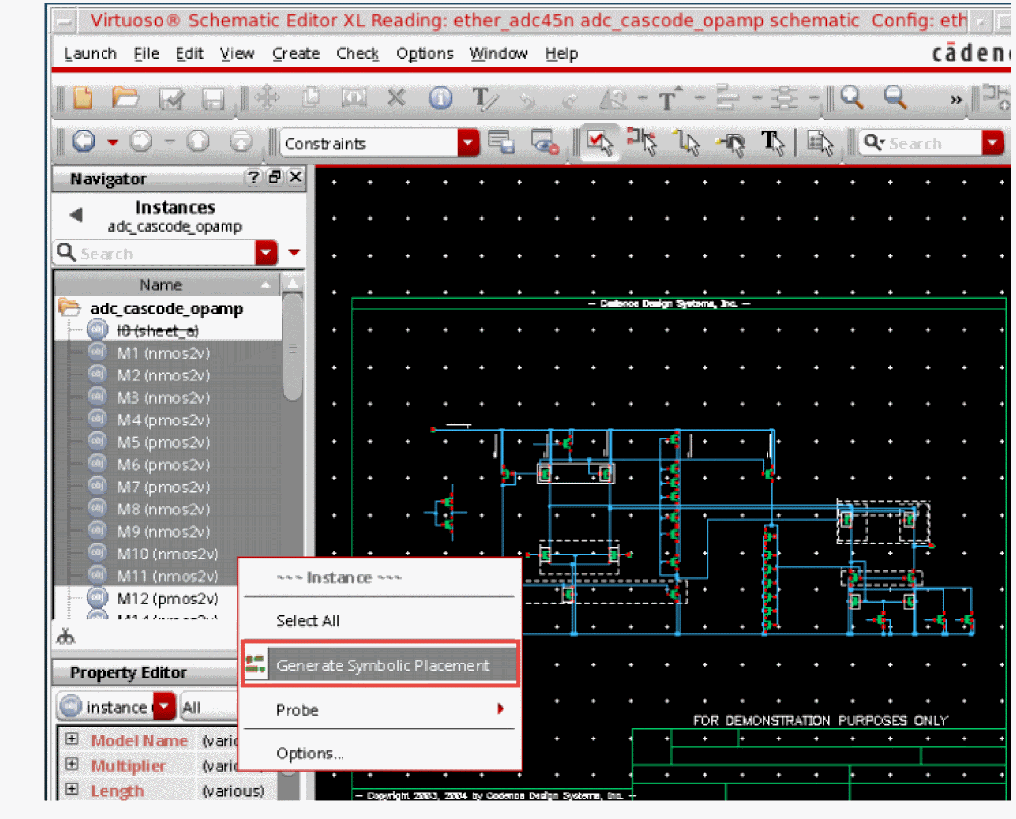 Virtuoso® Schematic Editor XL Reading: ether_adc45n adc_cascode_opamp schematic Config: eth
Launch File Edit View Create Check Options Window Help
cāden
T T »
Constraints T Search
Navigator ? X
Instances
adc_cascode_opamp
Search
Name
adc_cascode_opamp
I0 (sheet_a)
M1 (nmos2v)
M2 (nmos2v)
M3 (nmos2v)
M4 (pmos2v)
M5 (pmos2v)
M6 (pmos2v)
M7 (pmos2v)
M8 (nmos2v)
M9 (nmos2v)
M10 (nmos2v)
M11 (nmos2v)
M12 (pmos2v)
Property Editor
instance All
Model Name (vario
Multiplier (vari
Length (various)
~~~ Instance ~~~
Select All
Generate Symbolic Placement
Probe
Options...
— Cadence Design Systems, Inc. —
FOR DEMONSTRATION PURPOSES ONLY
— Copyright 2003, 2004 by Cadence Design Systems, Inc. —